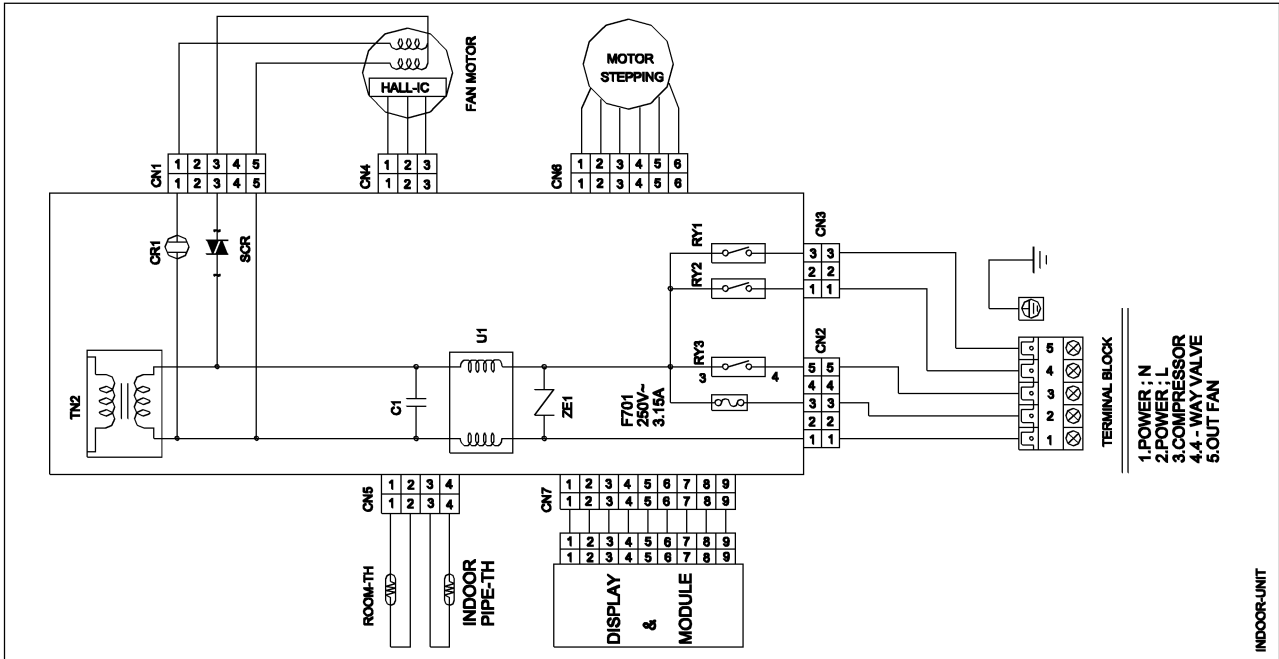 FAN MOTOR
HALL-IC
MOTOR
STEPPING
CN1
1 2 3 4 5
1 2 3 4 5
CN4
1 2 3
1 2 3
CN6
1 2 3 4 5 6
1 2 3 4 5 6
CR1
SCR
TN2
C1
U1
ZE1
F701
250V~
3.15A
RY1
RY2
RY3
3
4
CN3
3 3
2 2
1 1
CN2
5 5
4 4
3 3
2 2
1 1
5
4
3
2
1
TERMINAL BLOCK
1.POWER ; N
2.POWER ; L
3.COMPRESSOR
4.4 - WAY VALVE
5.OUT FAN
CN5
1 2 3 4
1 2 3 4
ROOM-TH
INDOOR
PIPE-TH
CN7
1 2 3 4 5 6 7 8 9
1 2 3 4 5 6 7 8 9
1 2 3 4 5 6 7 8 9
1 2 3 4 5 6 7 8 9
DISPLAY
&
MODULE
INDOOR-UNIT